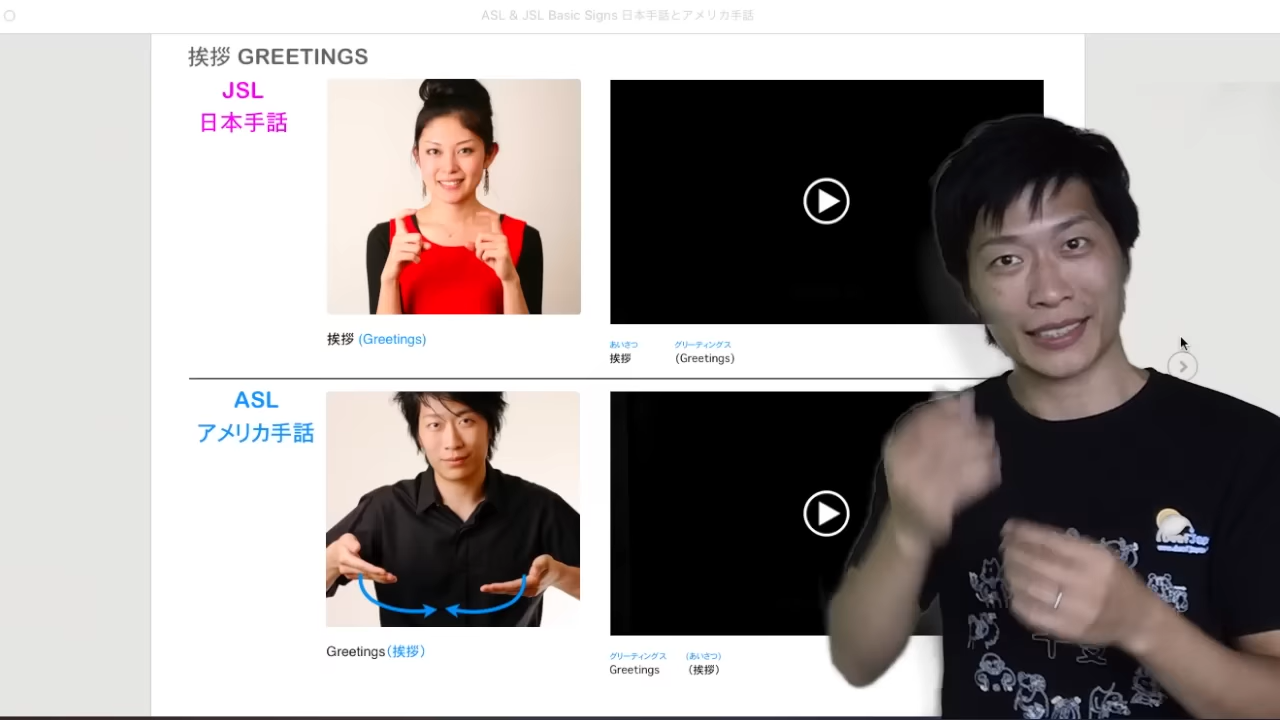 ASL & JSL Basic Signs 日本手話とアメリカ手話
挨拶 GREETINGS
JSL
日本手話
挨拶 (Greetings)
あいさつ グリーティングス
挨拶 (Greetings)
ASL
アメリカ手話
Greetings(挨拶)
グリーティングス (あいさつ)
Greetings (挨拶)